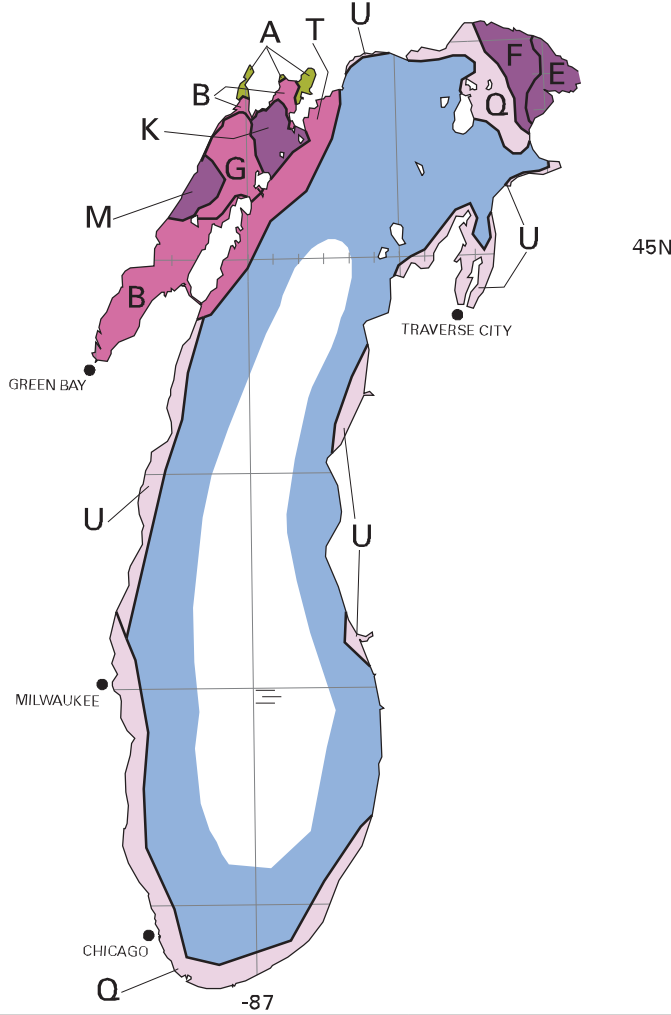 U
A
T
F
E
B
Q
K
G
M
U
45N
B
TRAVERSE CITY
GREEN BAY
U
U
MILWAUKEE
CHICAGO
Q
-87